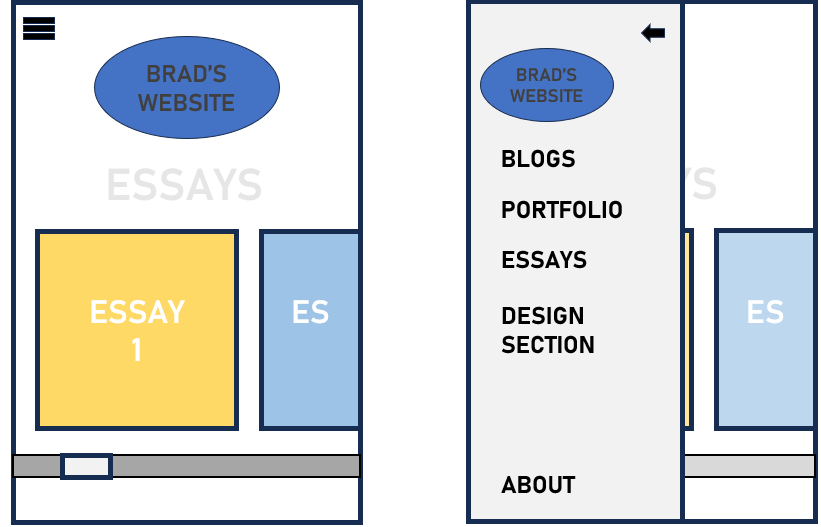 BRAD'S
WEBSITE
ESSAYS
ESSAY
1
ES
BRAD'S
WEBSITE
BLOGS
PORTFOLIO
ESSAYS
DESIGN
SECTION
ABOUT
YS
ES